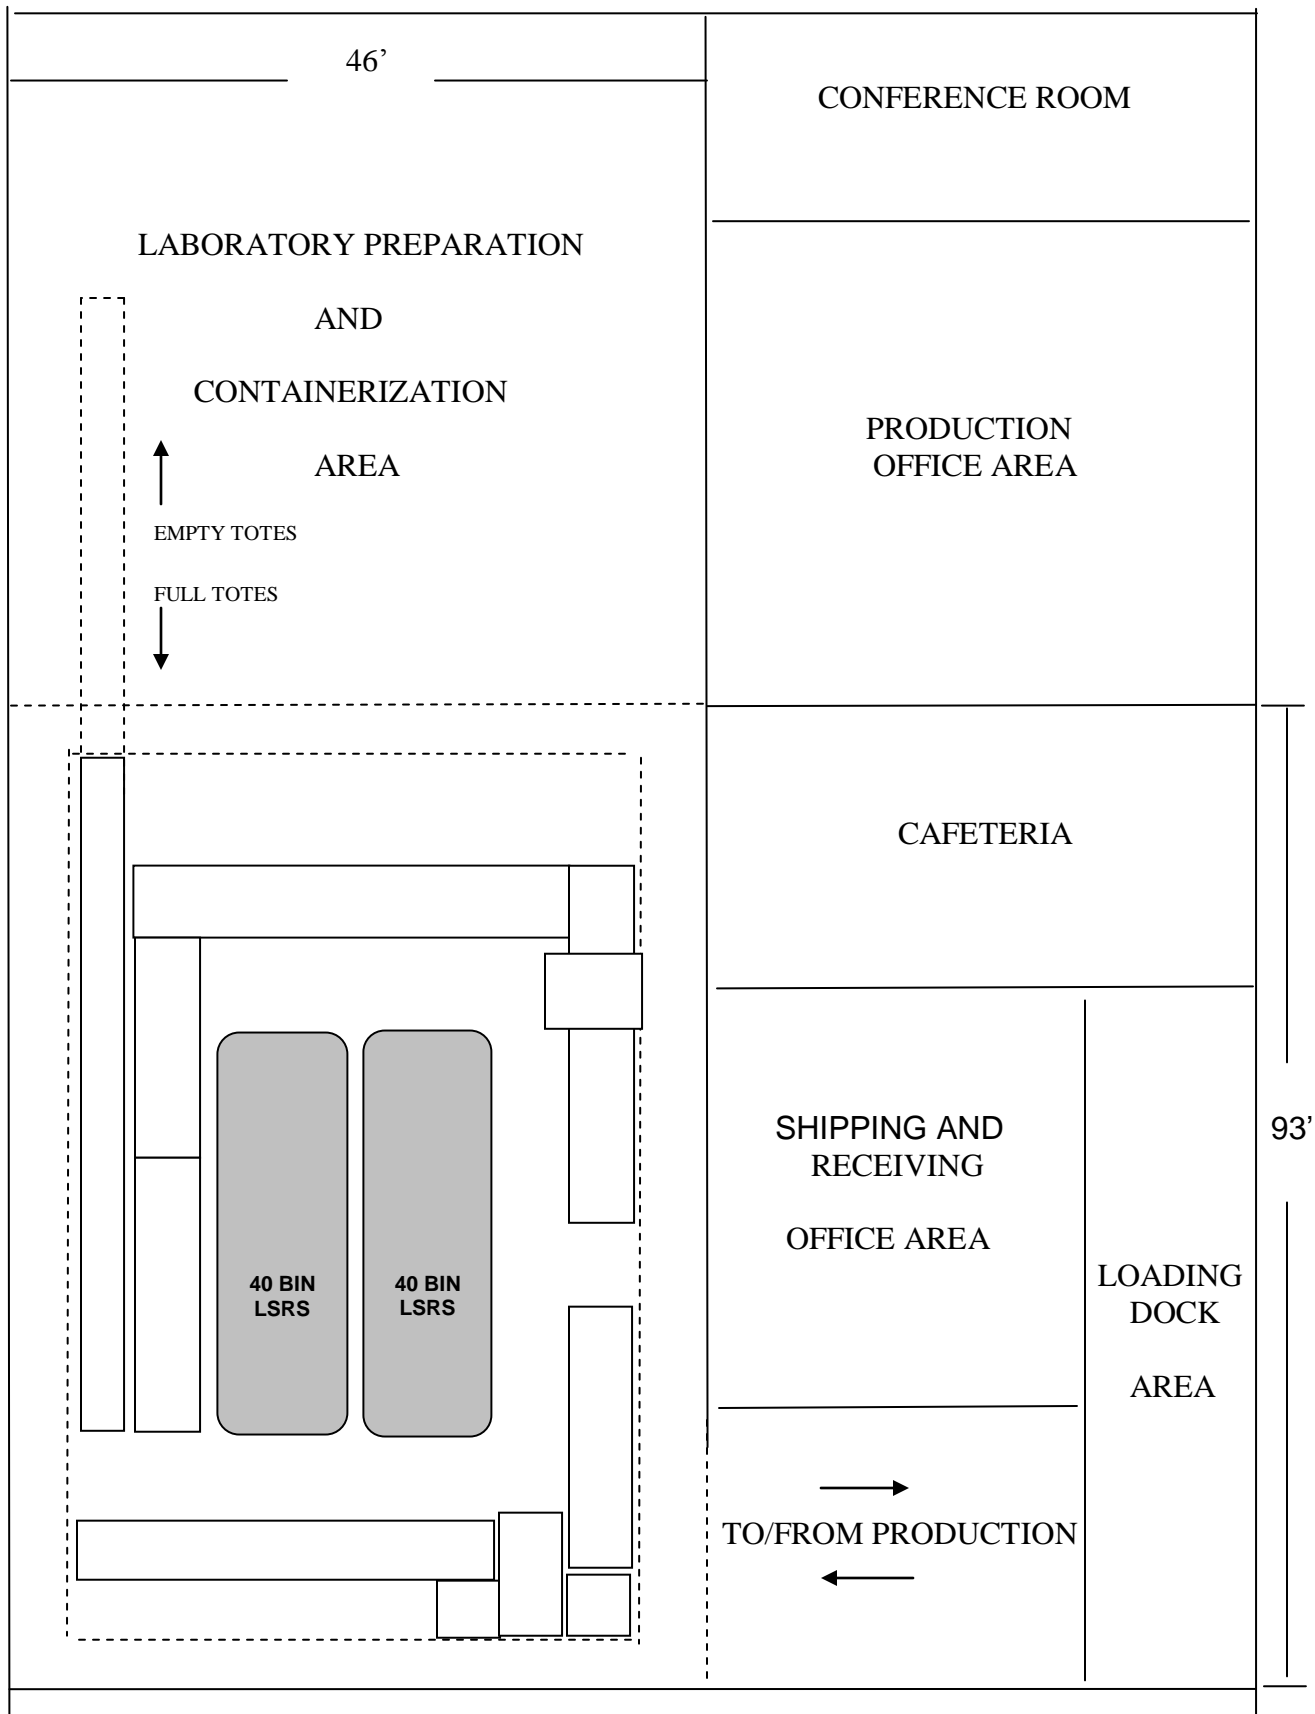 46’
CONFERENCE ROOM
LABORATORY PREPARATION
AND
CONTAINERIZATION
AREA
PRODUCTION
OFFICE AREA
EMPTY TOTES
FULL TOTES
CAFETERIA
SHIPPING AND
RECEIVING
OFFICE AREA
93’
LOADING
DOCK
AREA
40 BIN
LSRS
40 BIN
LSRS
TO/FROM PRODUCTION